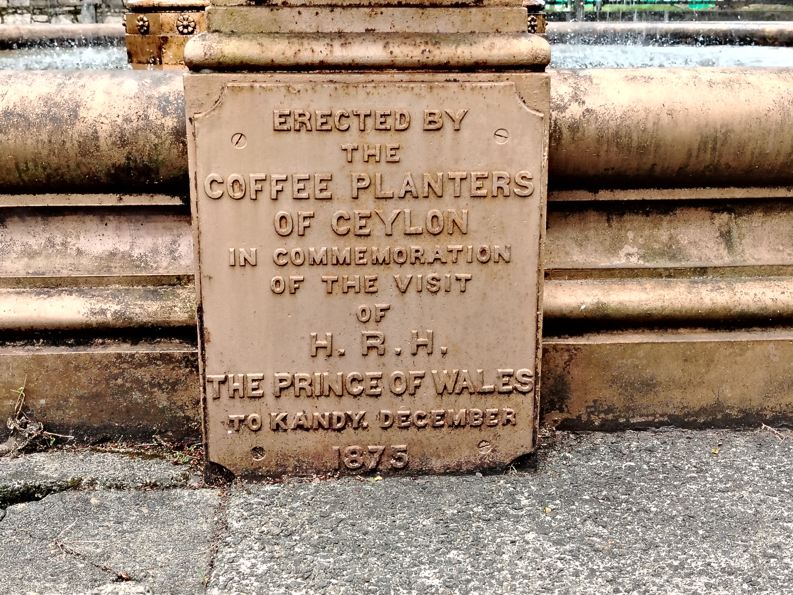 ERECTED BY
THE
COFFEE PLANTERS
OF CEYLON
IN COMMEMORATION
OF THE VISIT
OF
H. R. H.
THE PRINCE OF WALES
TO KANDY. DECEMBER
1875